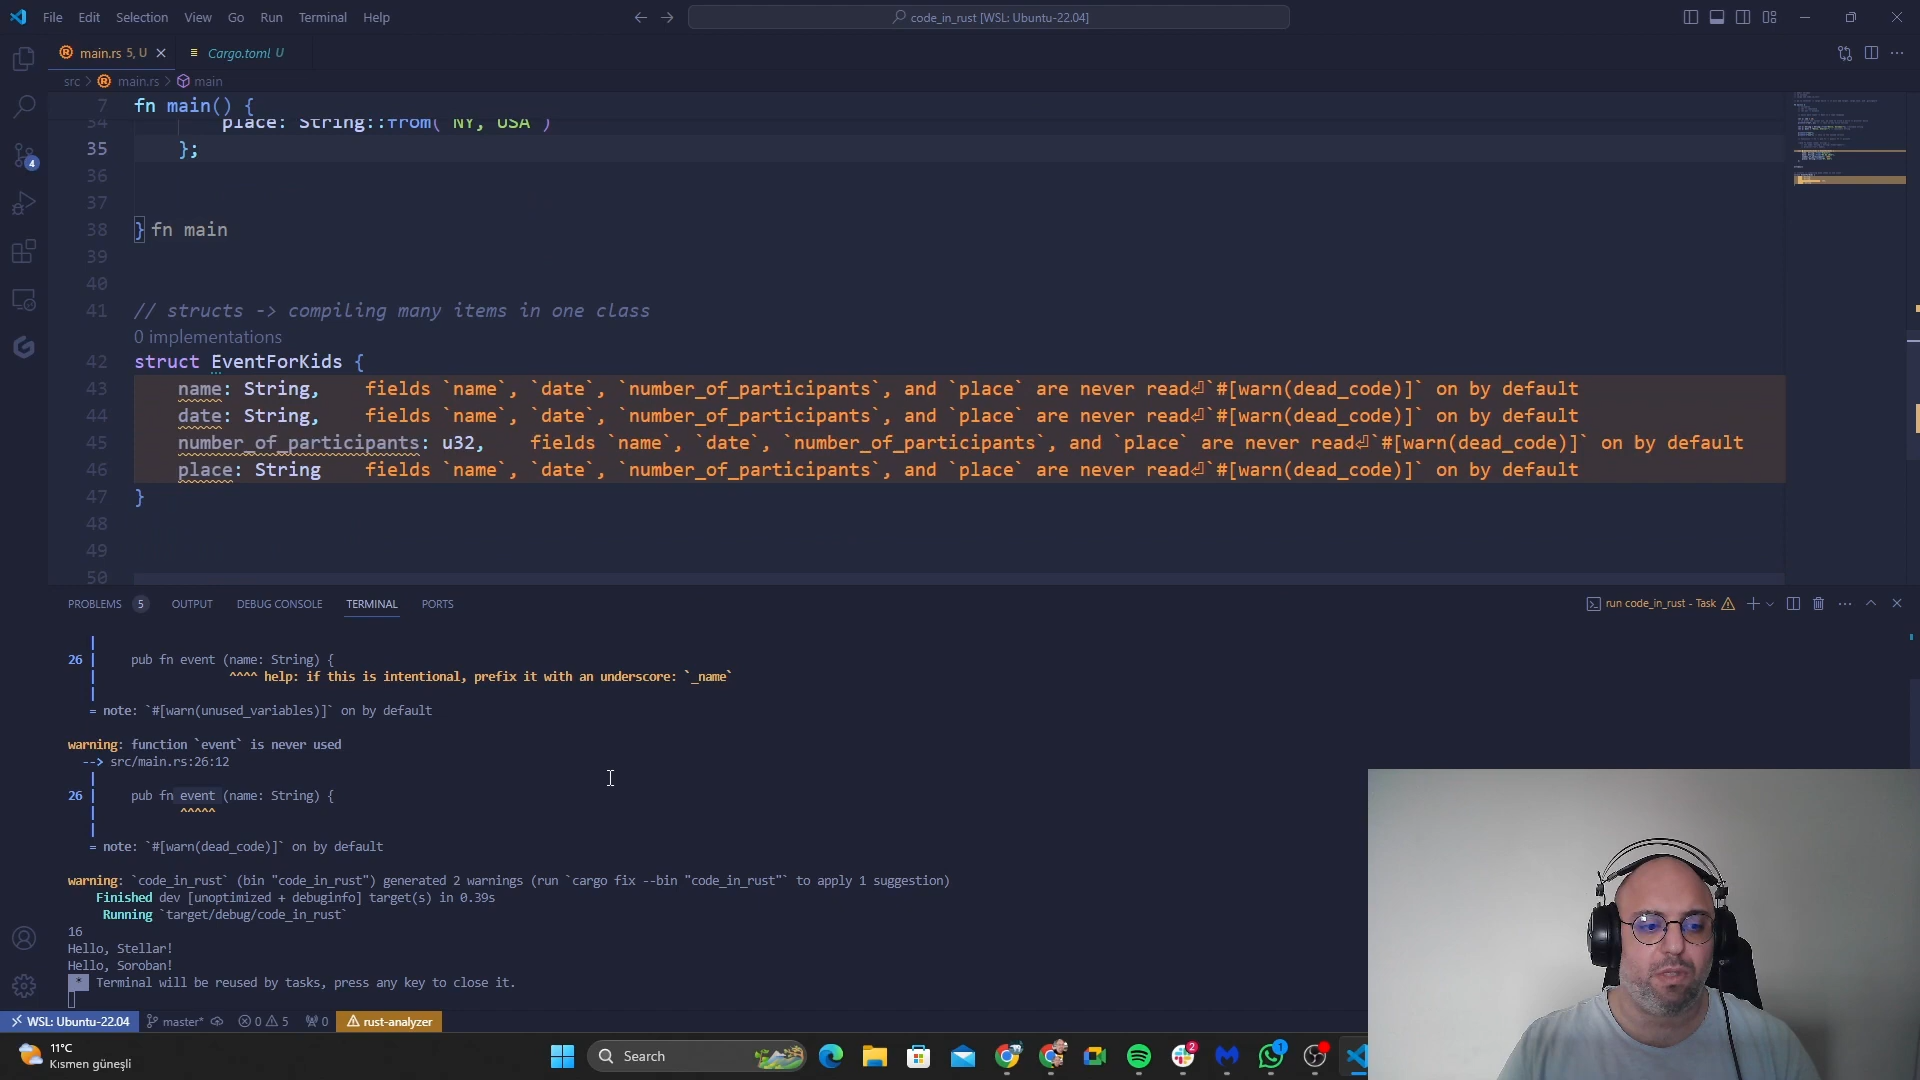 File Edit Selection View Go Run Terminal Help
code_in_rust [WSL: Ubuntu-22.04]
main.rs 5, U
Cargo.toml U
src > main.rs > main
7 fn main() {
34 place: String::from( NY, USA )
35 };
36
37
38 } fn main
39
40
41 // structs -> compiling many items in one class
0 implementations
42 struct EventForKids {
43 name: String, fields `name`, `date`, `number_of_participants`, and `place` are never read⏎`#[warn(dead_code)]` on by default
44 date: String, fields `name`, `date`, `number_of_participants`, and `place` are never read⏎`#[warn(dead_code)]` on by default
45 number_of_participants: u32, fields `name`, `date`, `number_of_participants`, and `place` are never read⏎`#[warn(dead_code)]` on by default
46 place: String fields `name`, `date`, `number_of_participants`, and `place` are never read⏎`#[warn(dead_code)]` on by default
47 }
48
49
50
4
PROBLEMS 5 OUTPUT DEBUG CONSOLE TERMINAL PORTS
run code_in_rust - Task
|
26 | pub fn event (name: String) {
| ^^^^ help: if this is intentional, prefix it with an underscore: `_name`
|
= note: `#[warn(unused_variables)]` on by default
warning: function `event` is never used
--> src/main.rs:26:12
|
26 | pub fn event (name: String) {
| ^^^^^
|
= note: `#[warn(dead_code)]` on by default
warning: `code_in_rust` (bin "code_in_rust") generated 2 warnings (run `cargo fix --bin "code_in_rust"` to apply 1 suggestion)
Finished dev [unoptimized + debuginfo] target(s) in 0.39s
Running `target/debug/code_in_rust`
16
Hello, Stellar!
Hello, Soroban!
* Terminal will be reused by tasks, press any key to close it.
WSL: Ubuntu-22.04 master* 0 5 0 rust-analyzer
11°C
Kısmen güneşli
Search
2
1